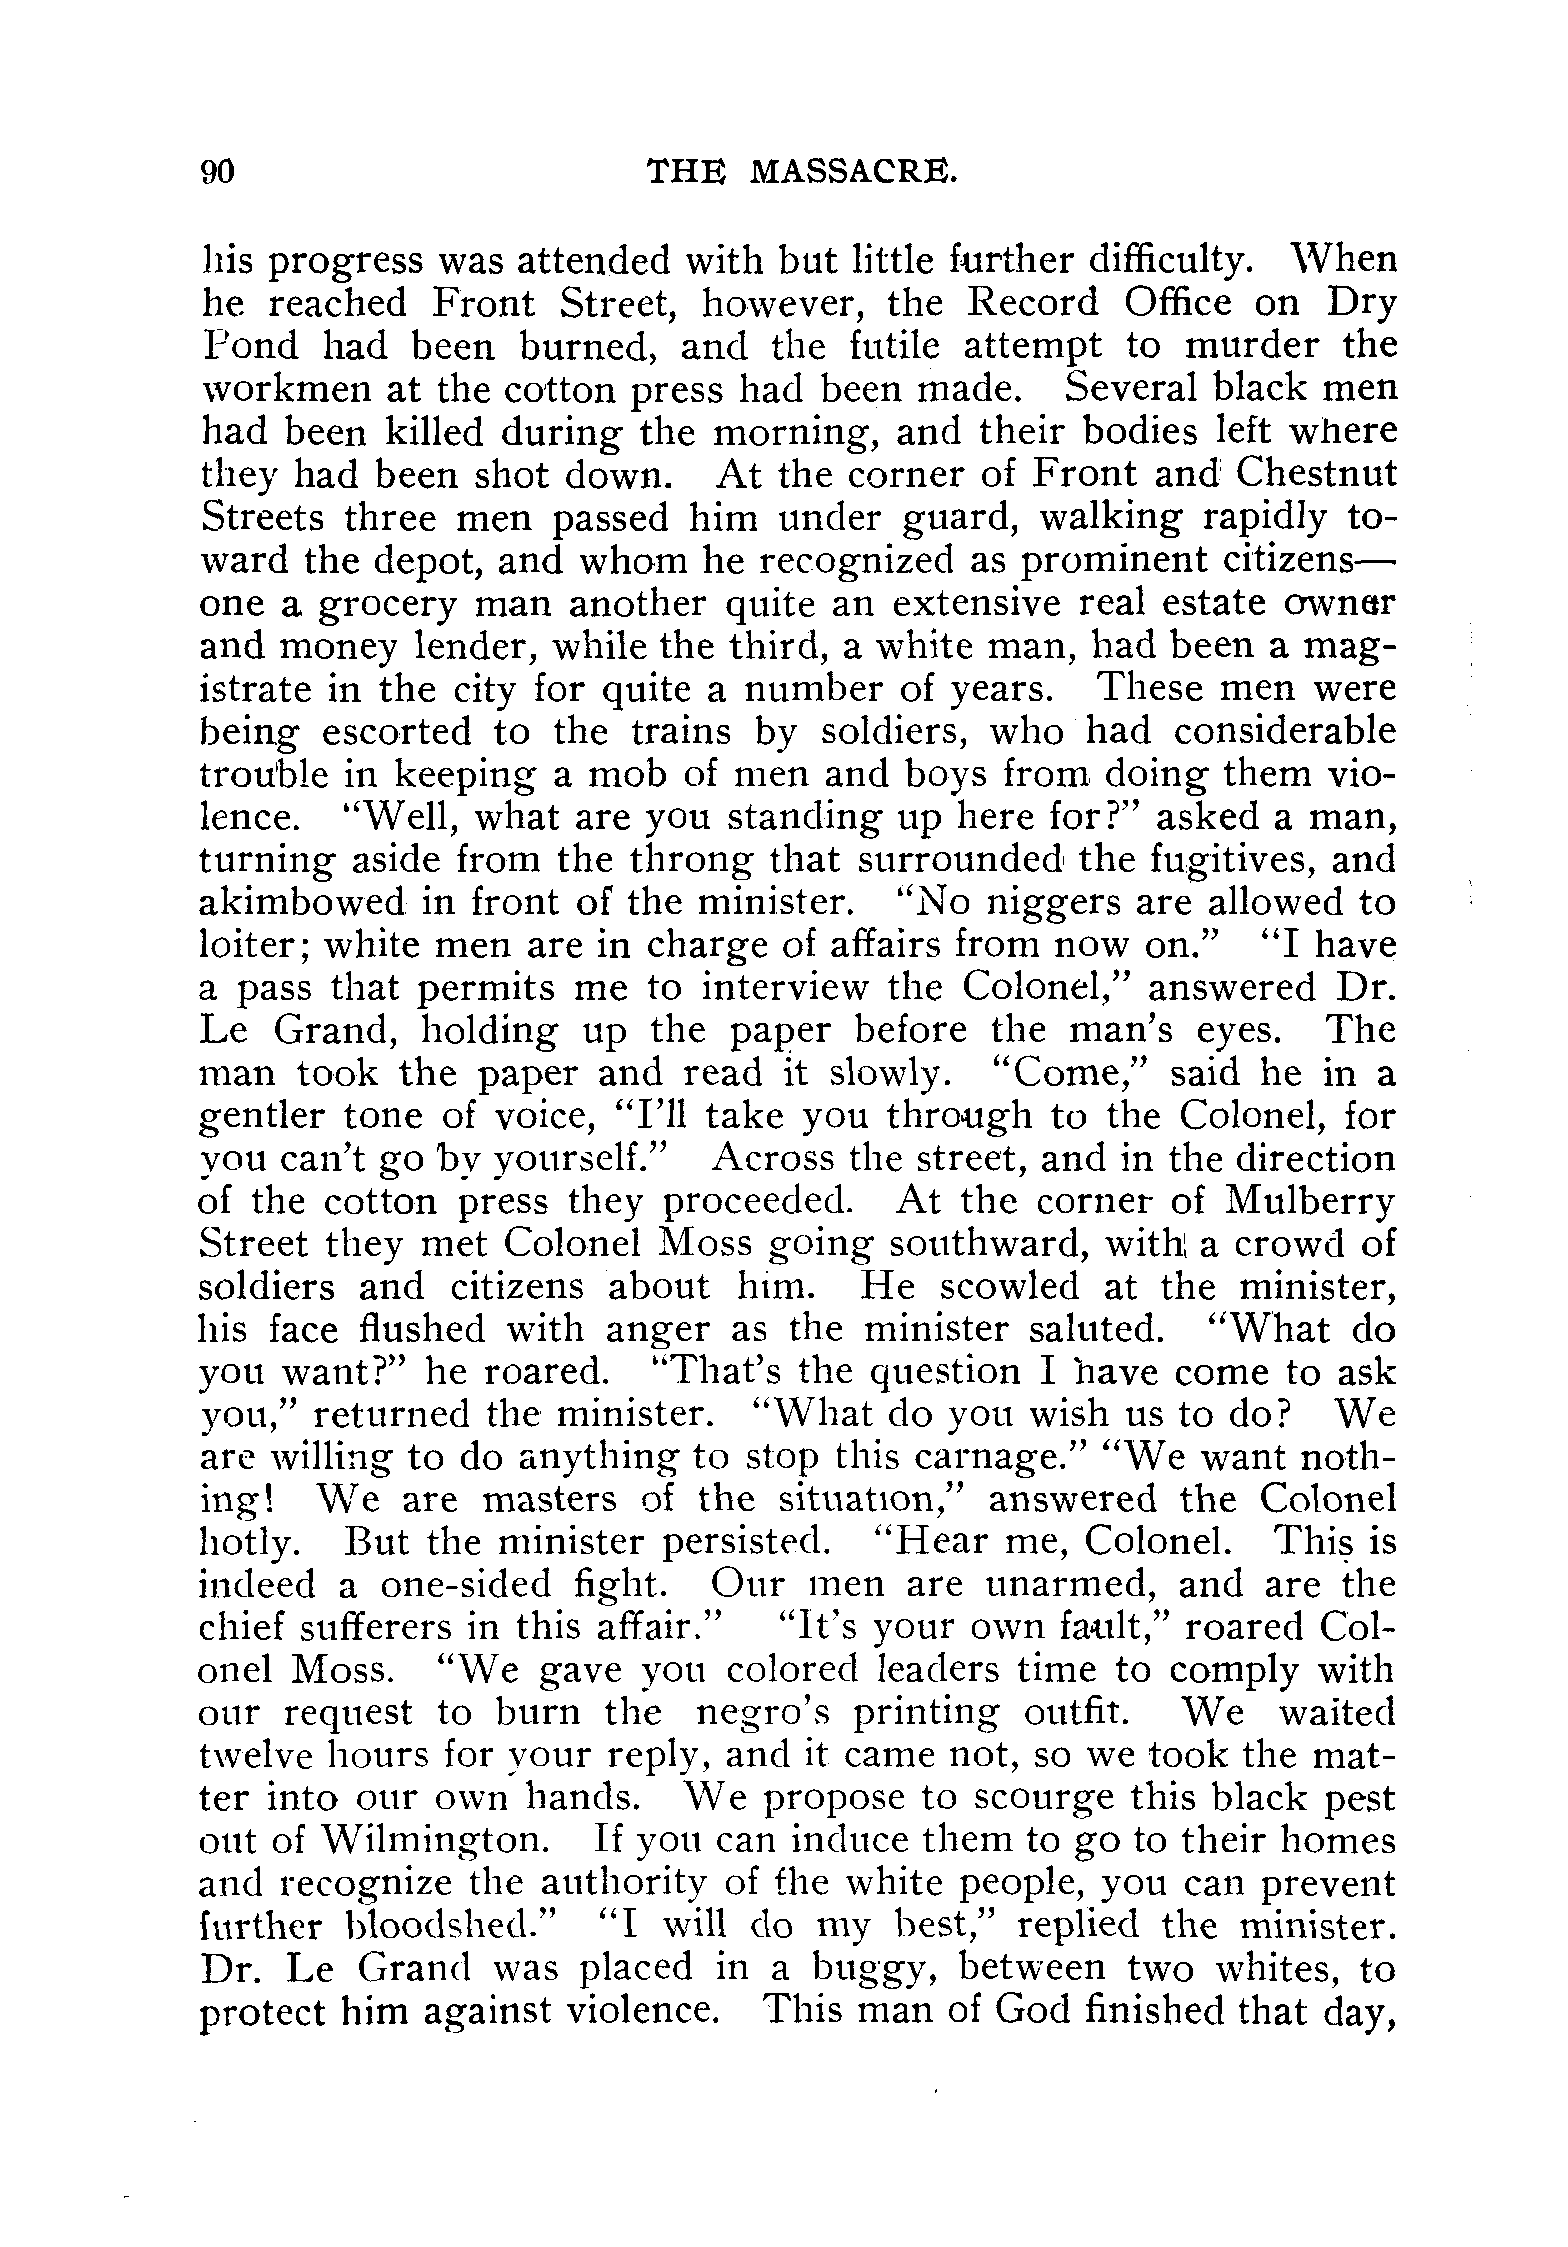 90 THE MASSACRE.
his progress was attended with but little further difficulty. When
he reached Front Street, however, the Record Office on Dry
Pond had been burned, and the futile attempt to murder the
workmen at the cotton press had been made. Several black men
had been killed during the morning, and their bodies left where
they had been shot down. At the corner of Front and Chestnut
Streets three men passed him under guard, walking rapidly to-
ward the depot, and whom he recognized as prominent citizens—
one a grocery man another quite an extensive real estate owner
and money lender, while the third, a white man, had been a mag-
istrate in the city for quite a number of years. These men were
being escorted to the trains by soldiers, who had considerable
trouble in keeping a mob of men and boys from doing them vio-
lence. “Well, what are you standing up here for?” asked a man,
turning aside from the throng that surrounded the fugitives, and
akimbowed in front of the minister. “No niggers are allowed to
loiter; white men are in charge of affairs from now on.” “I have
a pass that permits me to interview the Colonel,” answered Dr.
Le Grand, holding up the paper before the man’s eyes. The
man took the paper and read it slowly. “Come,” said he in a
gentler tone of voice, “I’ll take you through to the Colonel, for
you can’t go by yourself.” Across the street, and in the direction
of the cotton press they proceeded. At the corner of Mulberry
Street they met Colonel Moss going southward, with a crowd of
soldiers and citizens about him. He scowled at the minister,
his face flushed with anger as the minister saluted. “What do
you want?” he roared. “That’s the question I have come to ask
you,” returned the minister. “What do you wish us to do? We
are willing to do anything to stop this carnage.” “We want noth-
ing! We are masters of the situation,” answered the Colonel
hotly. But the minister persisted. “Hear me, Colonel. This is
indeed a one-sided fight. Our men are unarmed, and are the
chief sufferers in this affair.” “It’s your own fault,” roared Col-
onel Moss. “We gave you colored leaders time to comply with
our request to burn the negro’s printing outfit. We waited
twelve hours for your reply, and it came not, so we took the mat-
ter into our own hands. We propose to scourge this black pest
out of Wilmington. If you can induce them to go to their homes
and recognize the authority of the white people, you can prevent
further bloodshed.” “I will do my best,” replied the minister.
Dr. Le Grand was placed in a buggy, between two whites, to
protect him against violence. This man of God finished that day,